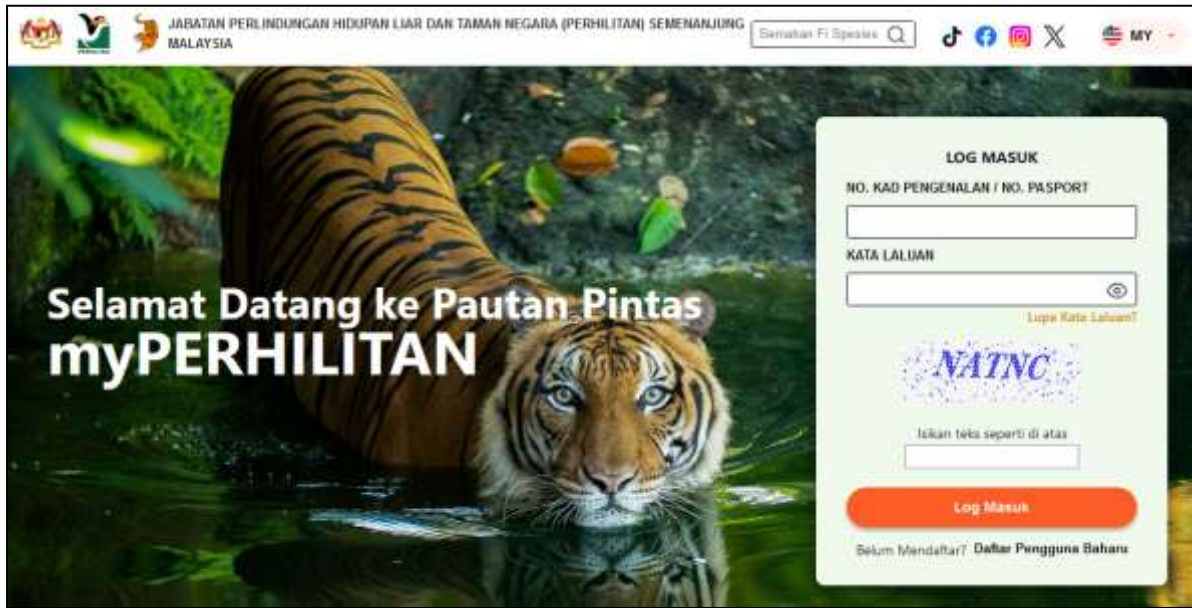 JABATAN PERLINDUNGAN HIDUPAN LIAR DAN TAMAN NEGARA (PERHILITAN) SEMENANJUNG
MALAYSIA
Semakan Fi Spesies
MY
Selamat Datang ke Pautan Pintas
myPERHILITAN
LOG MASUK
NO. KAD PENGENALAN / NO. PASPORT
KATA LALUAN
Lupa Kata Laluan?
NATNC
Isikan teks seperti di atas
Log Masuk
Belum Mendaftar? Daftar Pengguna Baharu